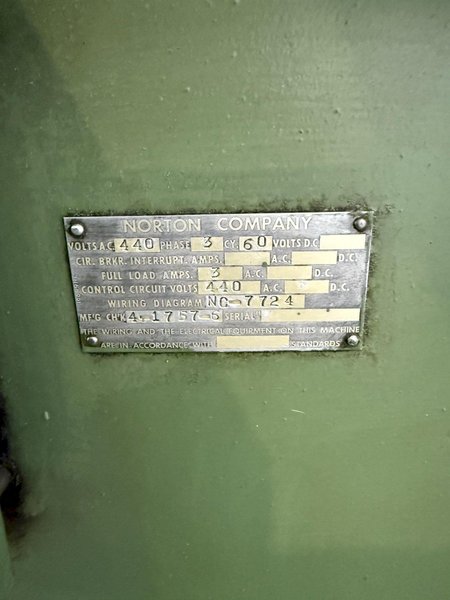 NORTON COMPANY
VOLTS A.C. 440 PHASE 3 CY. 60 VOLTS D.C.
CIR. BRKR. INTERRUPT. AMPS. A.C. D.C.
FULL LOAD AMPS. 3 A.C. D.C.
CONTROL CIRCUIT VOLTS 440 A.C. D.C.
WIRING DIAGRAM NC-7724
M'F'G CH'K 4.1757-5 SERIAL
THE WIRING AND THE ELECTRICAL EQUIPMENT ON THIS MACHINE
ARE IN ACCORDANCE WITH STANDARDS